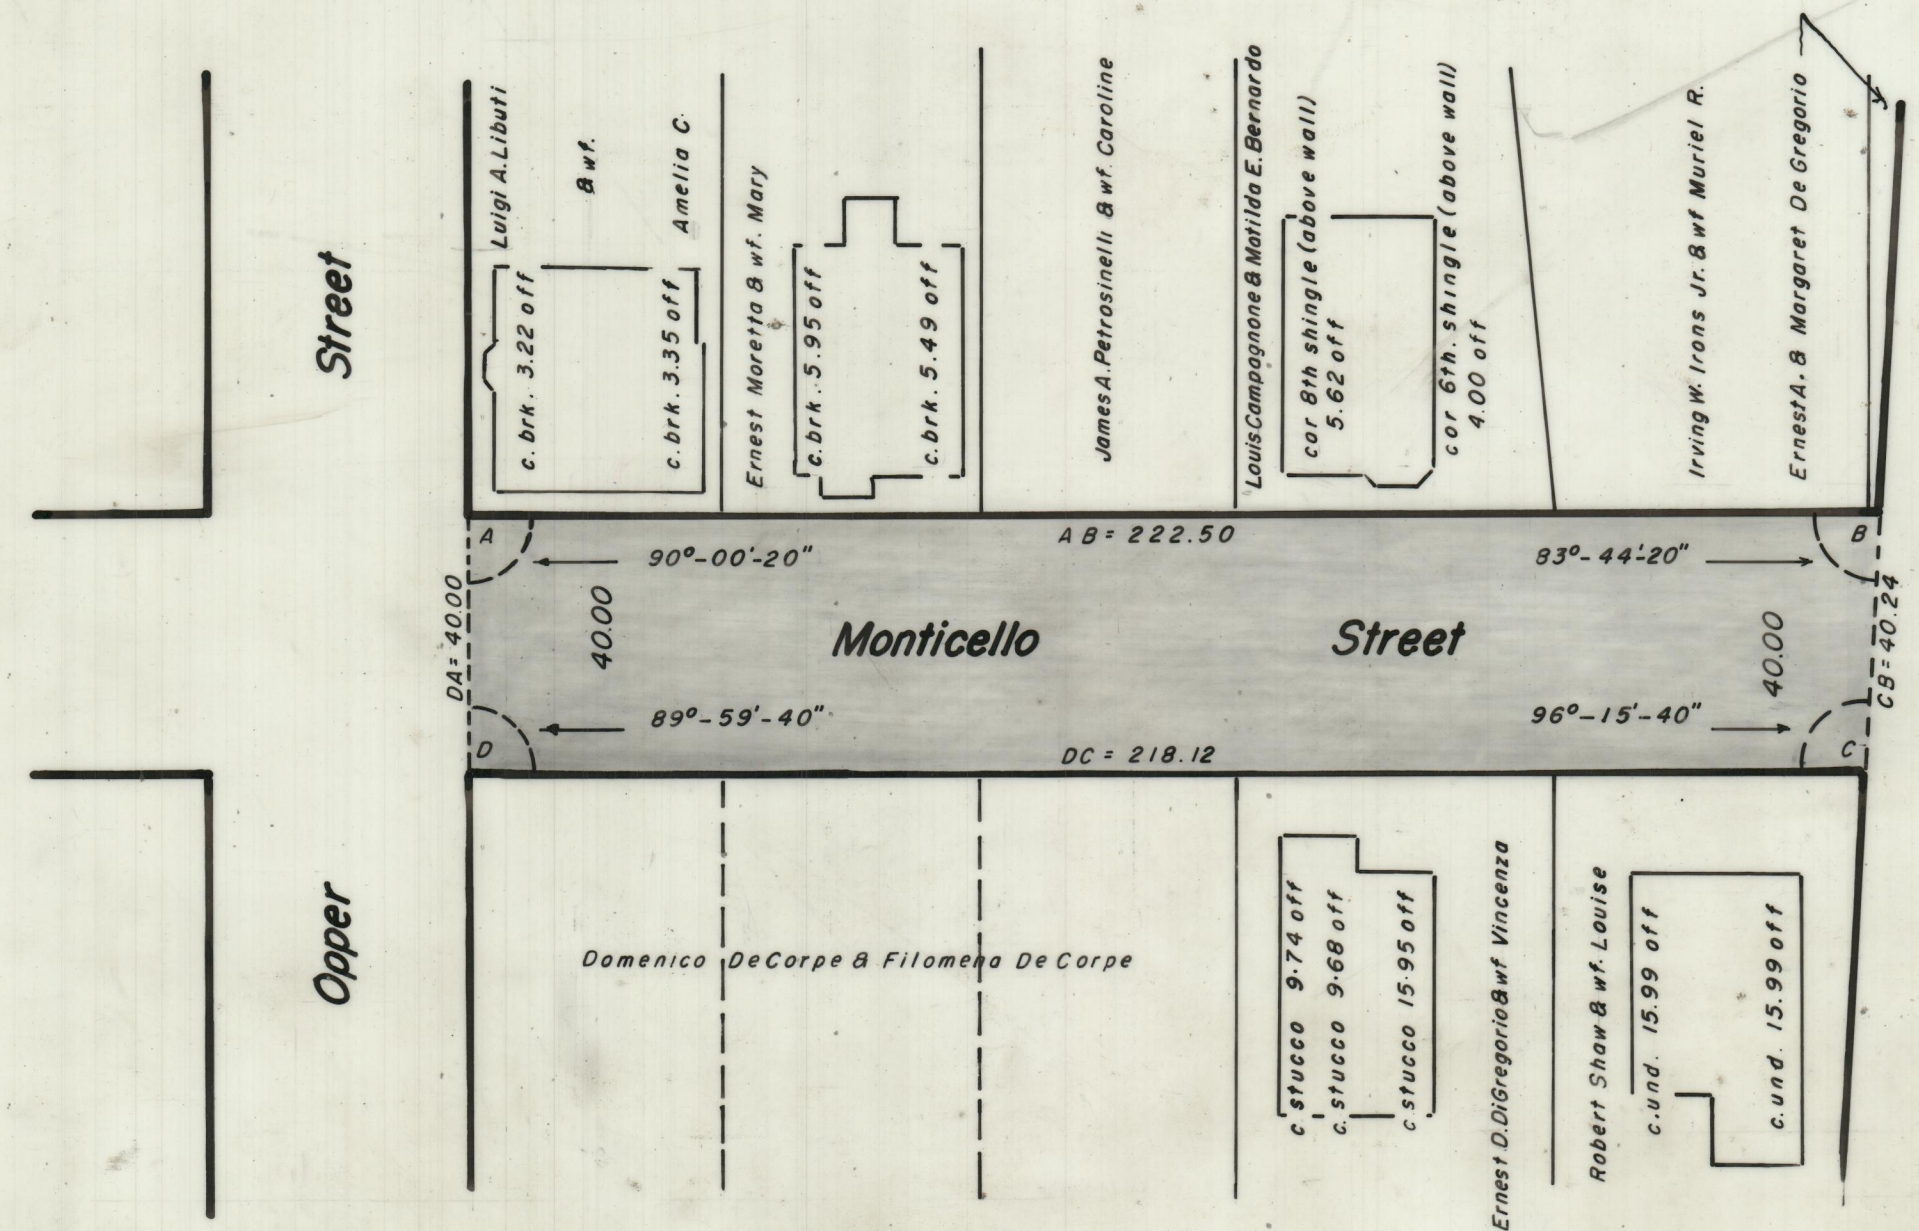 Street
Opper
Luigi A. Libuti
& wf.
Amelia C.
c. brk. 3.22 off
c. brk. 3.35 off
Ernest Moretta & wf. Mary
c. brk. 5.95 off
c. brk. 5.49 off
James A. Petrosinelli & wf. Caroline
Louis Campagnone & Matilda E. Bernardo
cor 8th shingle (above wall)
5.62 off
cor 6th. shingle (above wall)
4.00 off
Irving W. Irons Jr. & wf Muriel R.
Ernest A. & Margaret De Gregorio
A
AB = 222.50
B
90°-00'-20"
83°-44'-20"
DA = 40.00
40.00
Monticello Street
40.00
CB = 40.24
89°-59'-40"
96°-15'-40"
D
DC = 218.12
C
Domenico DeCorpe & Filomena De Corpe
c stucco 9.74 off
c. stucco 9.68 off
c. stucco 15.95 off
Ernest D. DiGregorio & wf Vincenza
Robert Shaw & wf. Louise
c. und. 15.99 off
c. und. 15.99 off